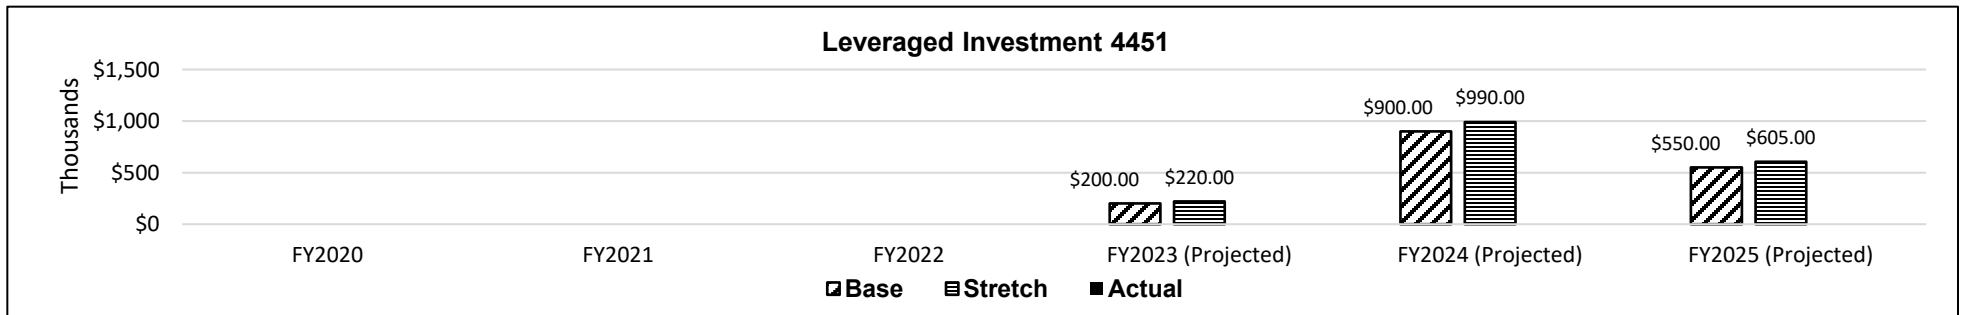 Leveraged Investment 4451
Thousands
$1,500
$1,000
$500
$0
$200.00
$220.00
$900.00
$990.00
$550.00
$605.00
FY2020
FY2021
FY2022
FY2023 (Projected)
FY2024 (Projected)
FY2025 (Projected)
Base
Stretch
Actual